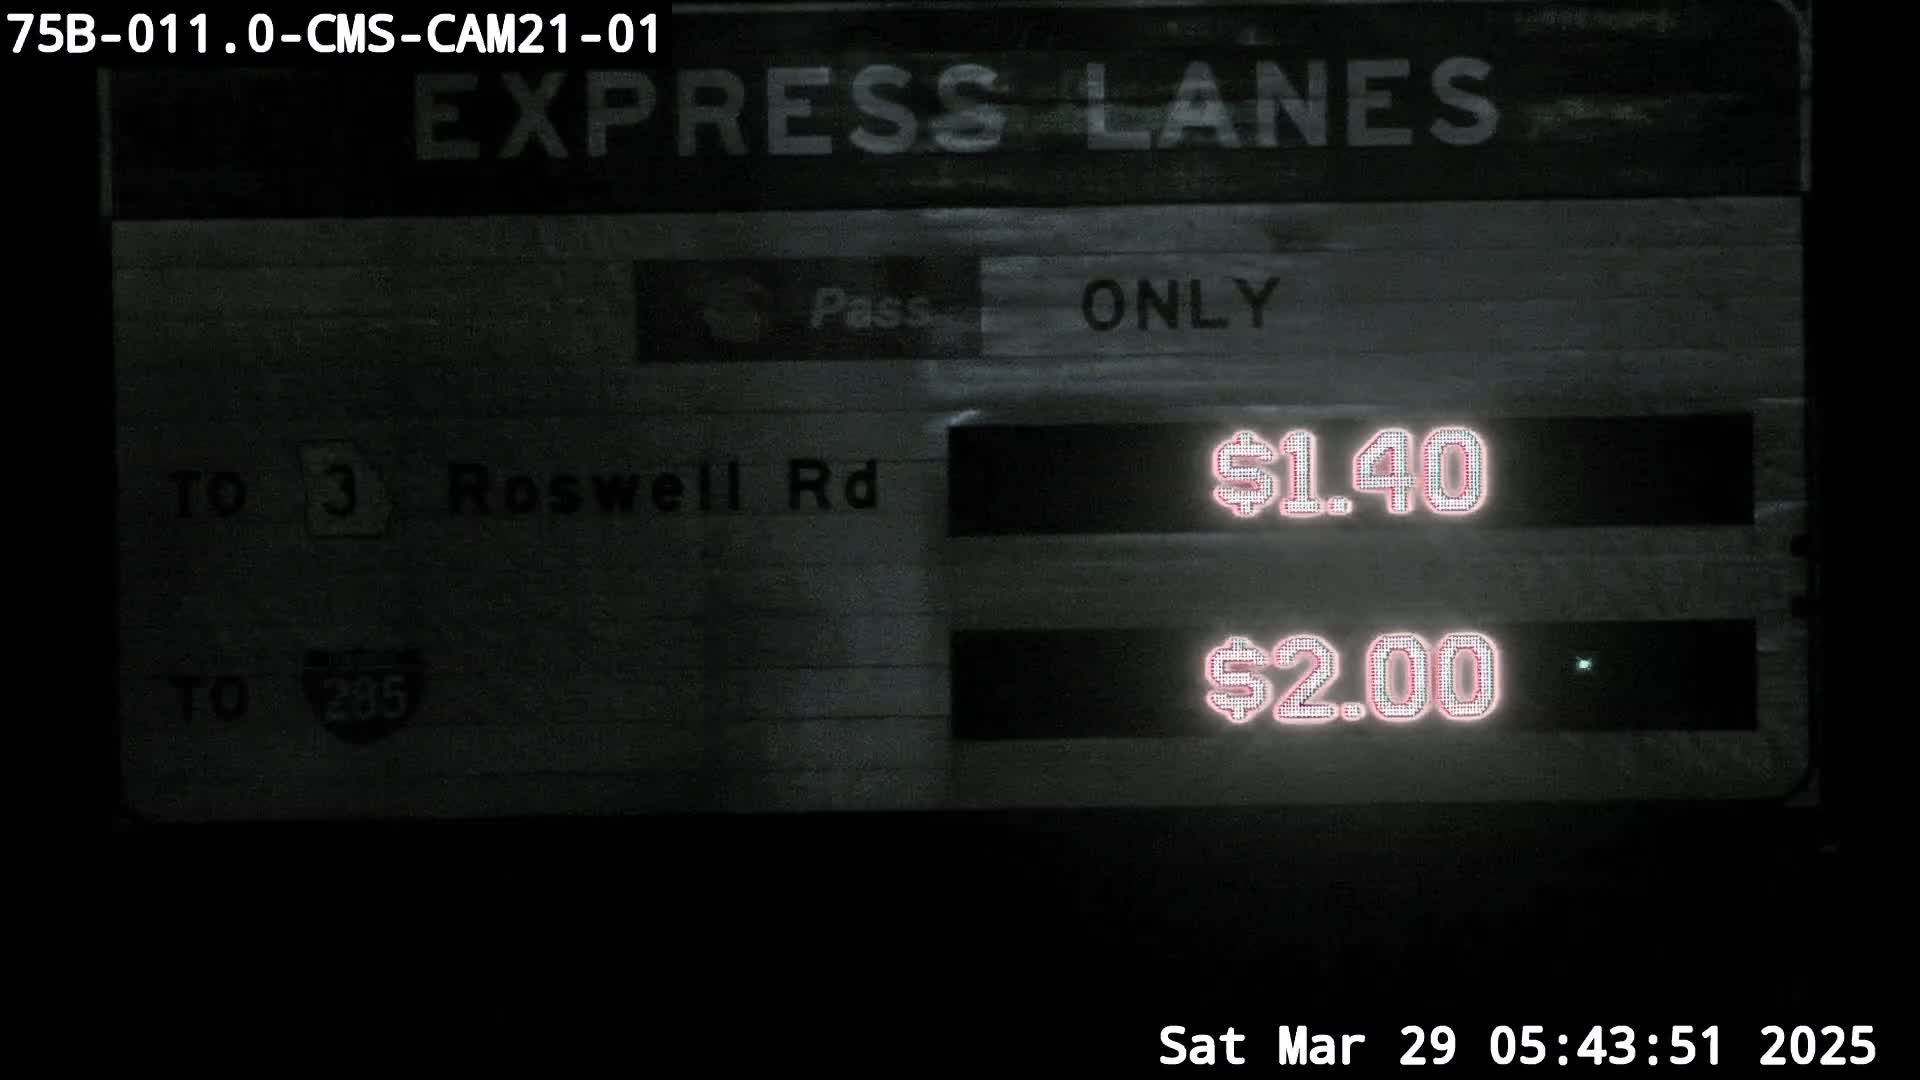 75B-011.0-CMS-CAM21-01
EXPRESS LANES
Pass ONLY
TO 3 Roswell Rd $1.40
TO 285 $2.00
Sat Mar 29 05:43:51 2025